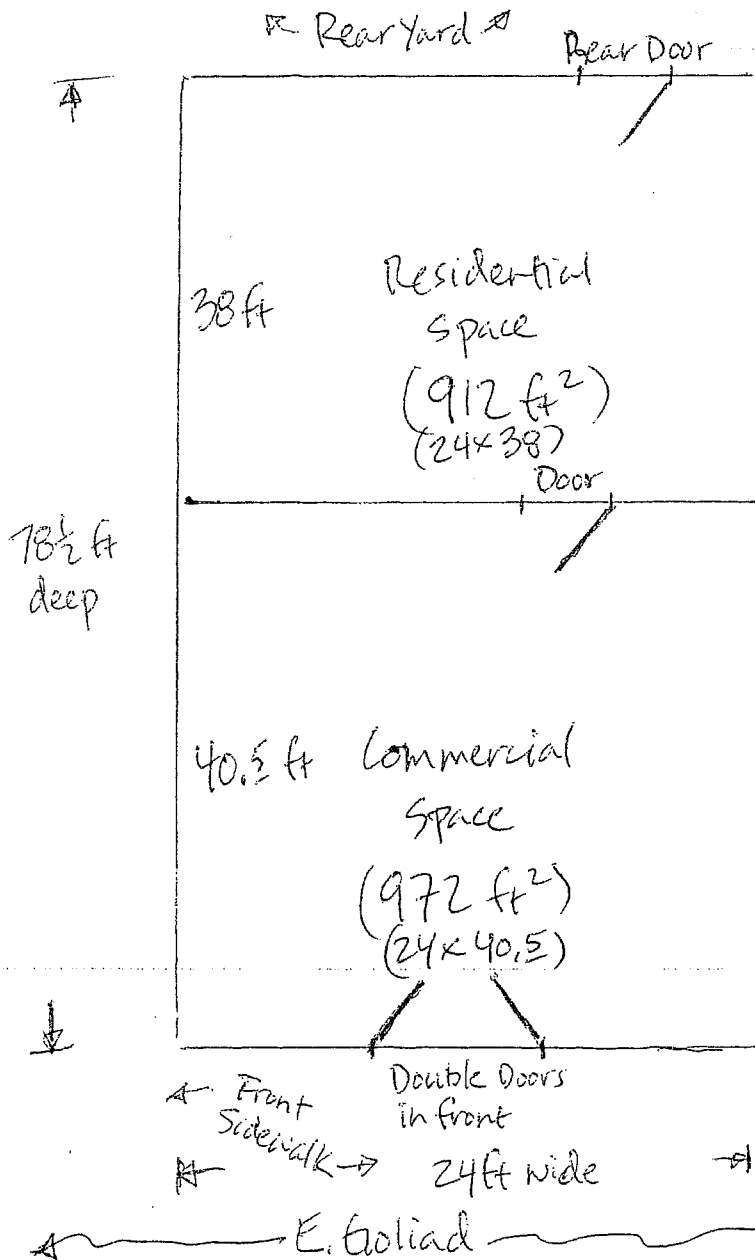 Rear Yard
Rear Door
38 ft
Residential
Space
(912 ft²)
(24×38)
Door
78½ ft
deep
40.5 ft
Commercial
Space
(972 ft²)
(24×40.5)
Double Doors
in front
Front
Sidewalk
24 ft wide
E. Goliad